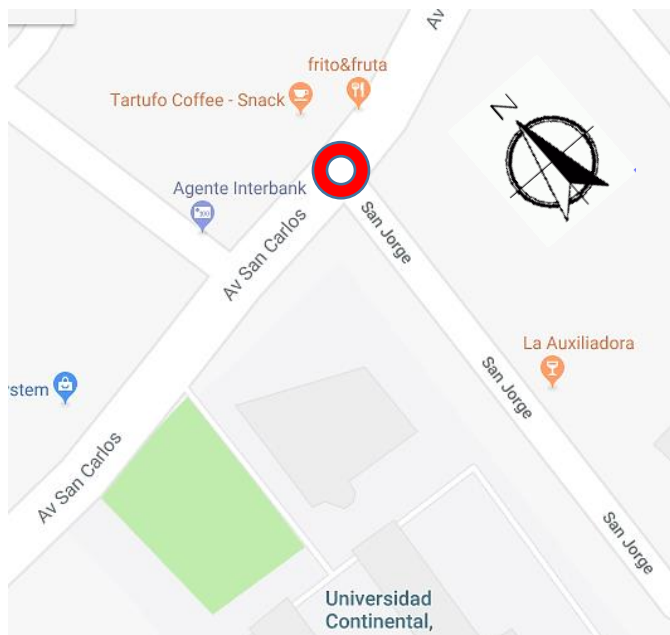 Av
frito&fruta
Tartufo Coffee - Snack
N
Agente Interbank
Av San Carlos
San Jorge
La Auxiliadora
stem
San Jorge
Av San Carlos
San Jorge
Universidad
Continental,